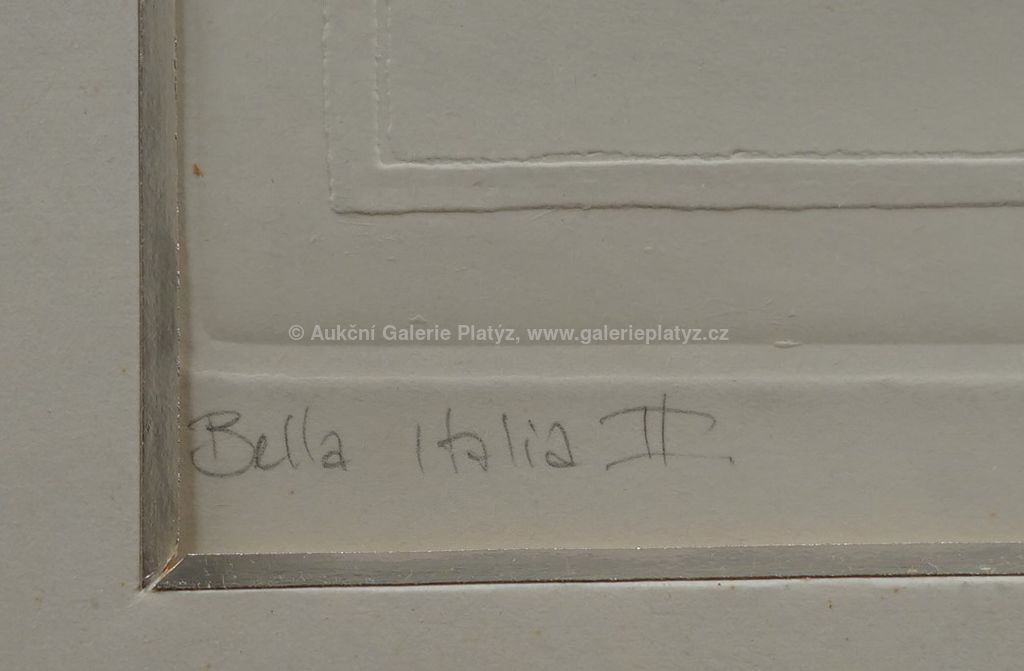 © Aukční Galerie Platýz, www.galerieplatyz.cz
Bella Italia II